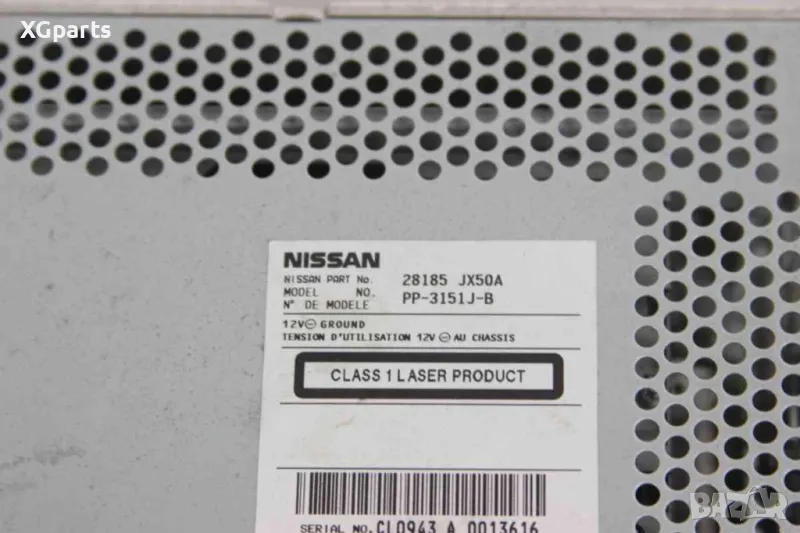 XGparts
NISSAN
NISSAN PART No. 28185 JX50A
MODEL NO. PP-3151J-B
N° DE MODELE
12V⊖ GROUND
TENSION D'UTILISATION 12V ⊖ AU CHASSIS
CLASS 1 LASER PRODUCT
SERIAL NO. CL0943 A 0013616
BAZAR